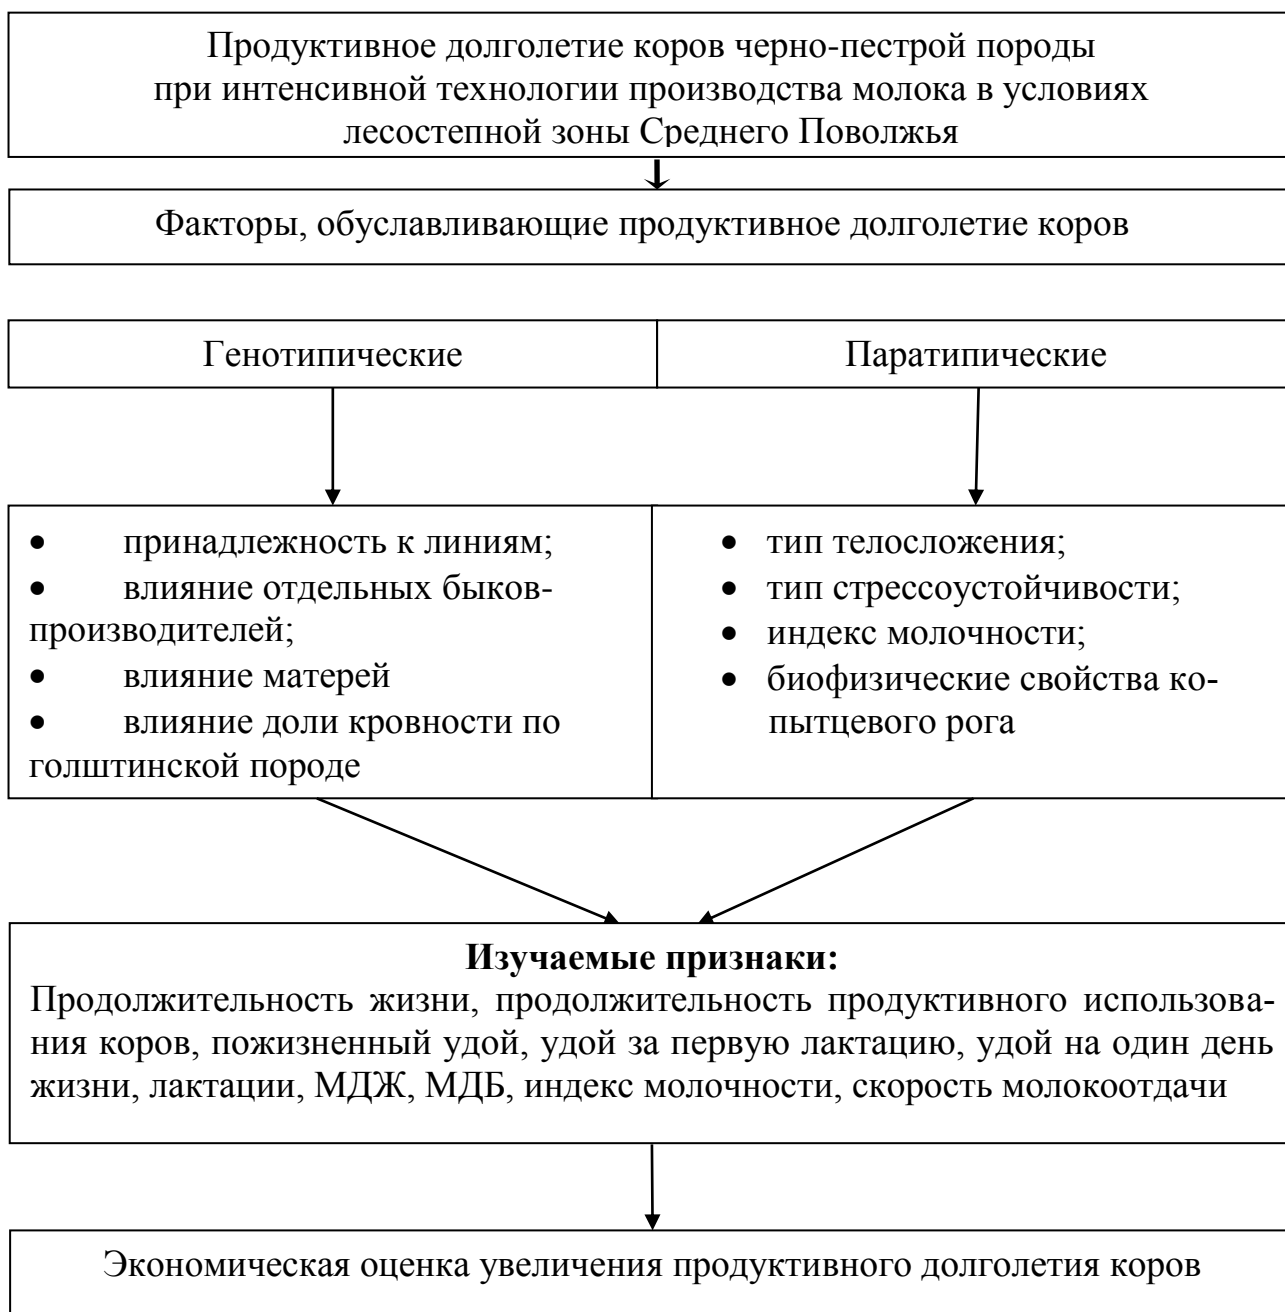 Продуктивное долголетие коров черно-пестрой породы
при интенсивной технологии производства молока в условиях
лесостепной зоны Среднего Поволжья
Факторы, обуславливающие продуктивное долголетие коров
Генотипические
Паратипические
• принадлежность к линиям;
• влияние отдельных быков-
производителей;
• влияние матерей
• влияние доли кровности по
голштинской породе
• тип телосложения;
• тип стрессоустойчивости;
• индекс молочности;
• биофизические свойства ко-
пытцевого рога
Изучаемые признаки:
Продолжительность жизни, продолжительность продуктивного использова-
ния коров, пожизненный удой, удой за первую лактацию, удой на один день
жизни, лактации, МДЖ, МДБ, индекс молочности, скорость молокоотдачи
Экономическая оценка увеличения продуктивного долголетия коров